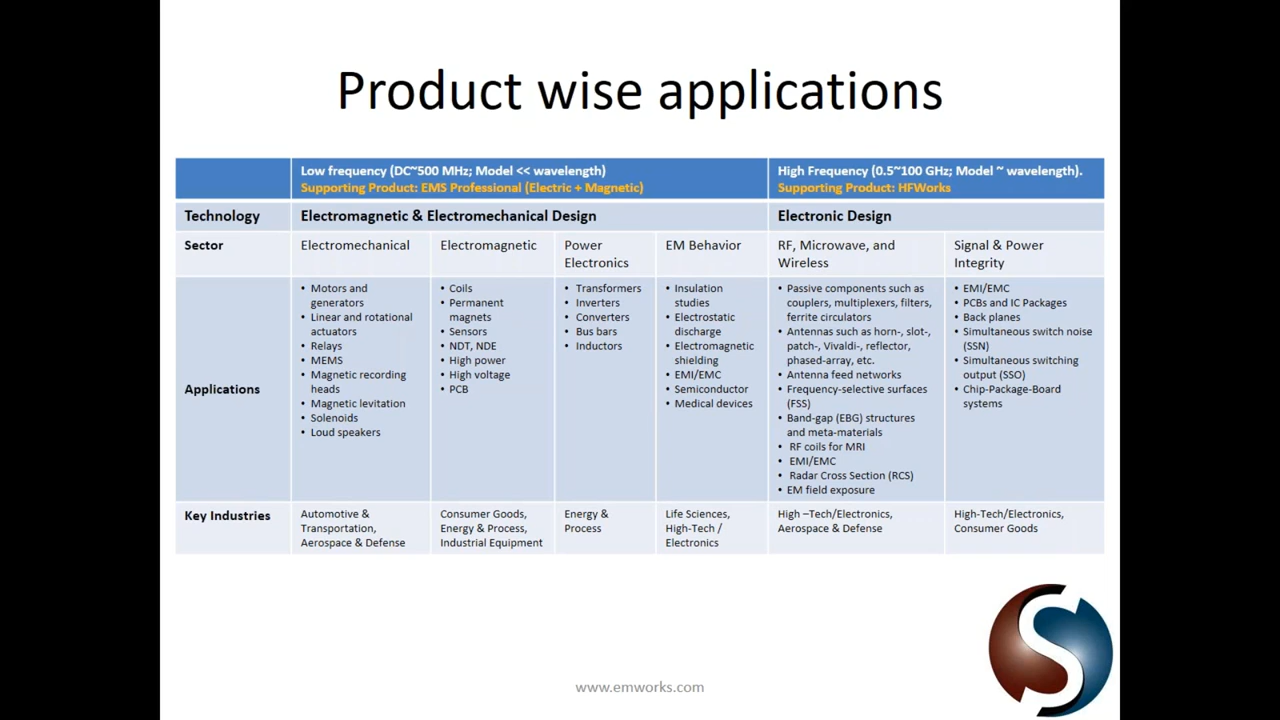 Product wise applications
Low frequency (DC~500 MHz; Model << wavelength)
Supporting Product: EMS Professional (Electric + Magnetic)
High Frequency (0.5~100 GHz; Model ~ wavelength).
Supporting Product: HFWorks
Technology
Electromagnetic & Electromechanical Design
Electronic Design
Sector
Electromechanical
Electromagnetic
Power
Electronics
EM Behavior
RF, Microwave, and
Wireless
Signal & Power
Integrity
Applications
• Motors and
generators
• Linear and rotational
actuators
• Relays
• MEMS
• Magnetic recording
heads
• Magnetic levitation
• Solenoids
• Loud speakers
• Coils
• Permanent
magnets
• Sensors
• NDT, NDE
• High power
• High voltage
• PCB
• Transformers
• Inverters
• Converters
• Bus bars
• Inductors
• Insulation
studies
• Electrostatic
discharge
• Electromagnetic
shielding
• EMI/EMC
• Semiconductor
• Medical devices
• Passive components such as
couplers, multiplexers, filters,
ferrite circulators
• Antennas such as horn-, slot-,
patch-, Vivaldi-, reflector,
phased-array, etc.
• Antenna feed networks
• Frequency-selective surfaces
(FSS)
• Band-gap (EBG) structures
and meta-materials
• RF coils for MRI
• EMI/EMC
• Radar Cross Section (RCS)
• EM field exposure
• EMI/EMC
• PCBs and IC Packages
• Back planes
• Simultaneous switch noise
(SSN)
• Simultaneous switching
output (SSO)
• Chip-Package-Board
systems
Key Industries
Automotive &
Transportation,
Aerospace & Defense
Consumer Goods,
Energy & Process,
Industrial Equipment
Energy &
Process
Life Sciences,
High-Tech /
Electronics
High –Tech/Electronics,
Aerospace & Defense
High-Tech/Electronics,
Consumer Goods
S
www.emworks.com